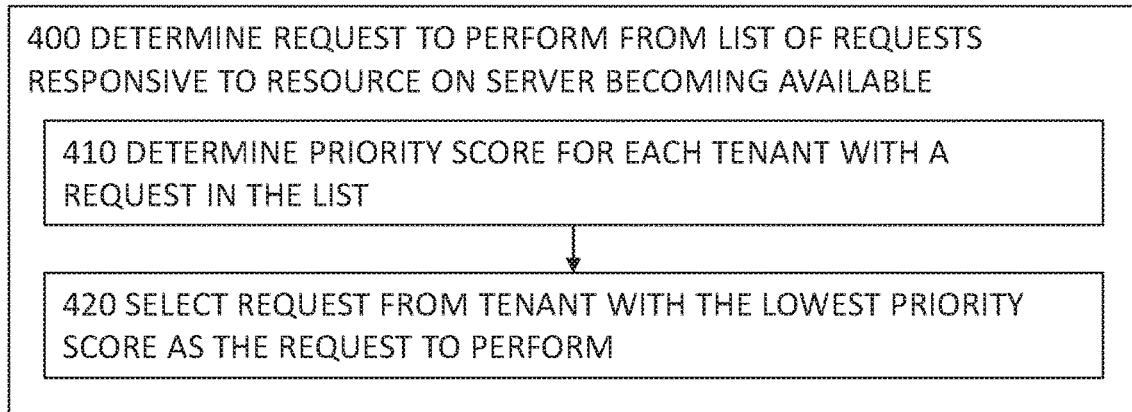 400 DETERMINE REQUEST TO PERFORM FROM LIST OF REQUESTS
RESPONSIVE TO RESOURCE ON SERVER BECOMING AVAILABLE
410 DETERMINE PRIORITY SCORE FOR EACH TENANT WITH A
REQUEST IN THE LIST
420 SELECT REQUEST FROM TENANT WITH THE LOWEST PRIORITY
SCORE AS THE REQUEST TO PERFORM